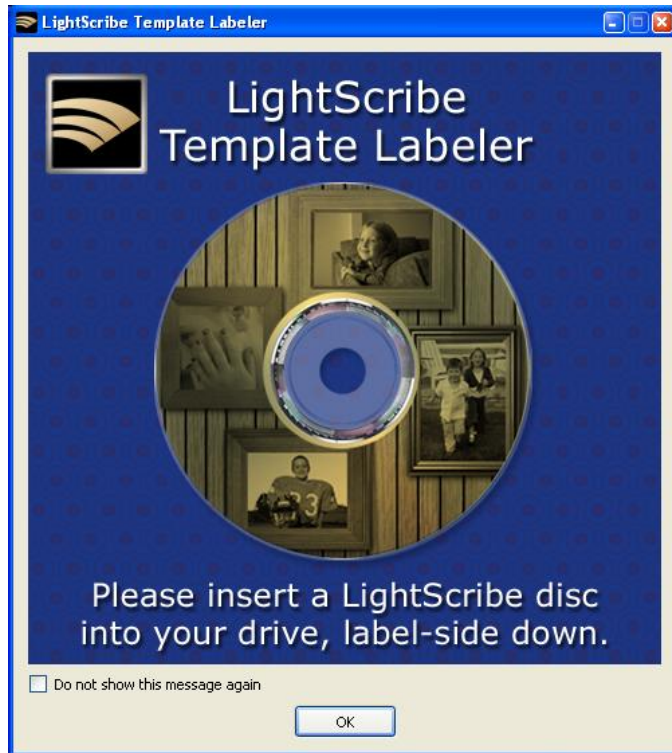 LightScribe Template Labeler
LightScribe
Template Labeler
33
Please insert a LightScribe disc
into your drive, label-side down.
Do not show this message again
OK